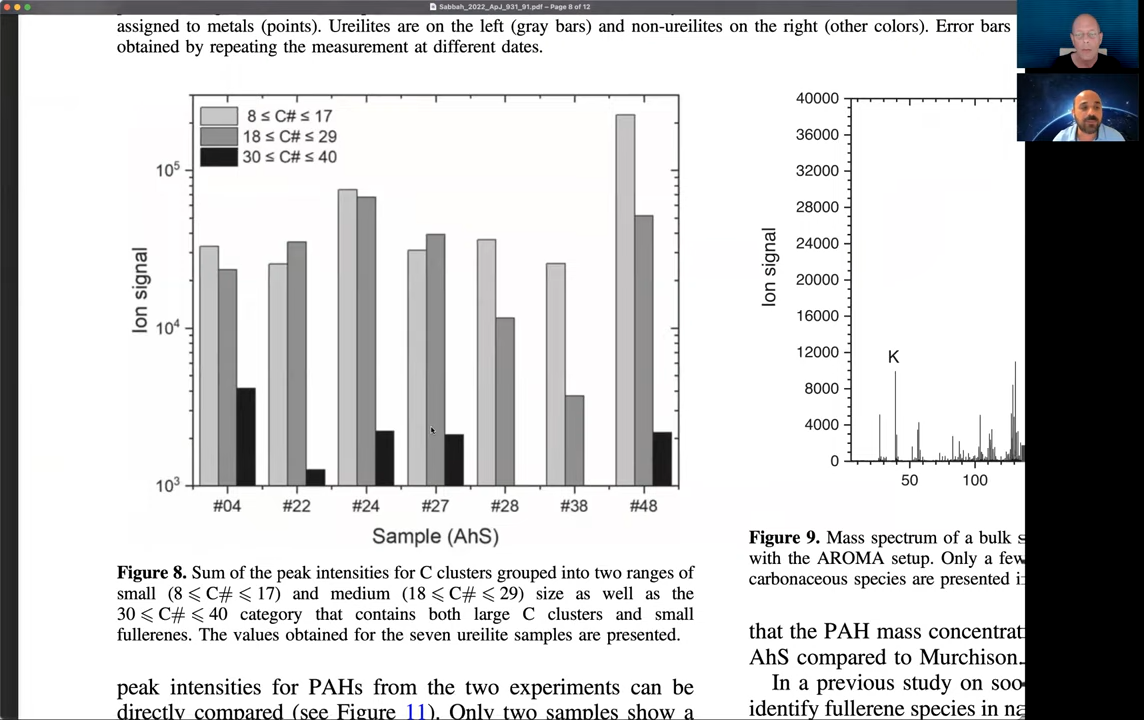 Sabbah_2022_ApJ_931_91.pdf – Page 8 of 12
assigned to metals (points). Ureilites are on the left (gray bars) and non-ureilites on the right (other colors). Error bars
obtained by repeating the measurement at different dates.
8 ≤ C# ≤ 17
18 ≤ C# ≤ 29
30 ≤ C# ≤ 40
10⁵
10⁴
10³
Ion signal
#04 #22 #24 #27 #28 #38 #48
Sample (AhS)
Figure 8. Sum of the peak intensities for C clusters grouped into two ranges of
small (8 ⩽ C# ⩽ 17) and medium (18 ⩽ C# ⩽ 29) size as well as the
30 ⩽ C# ⩽ 40 category that contains both large C clusters and small
fullerenes. The values obtained for the seven ureilite samples are presented.
peak intensities for PAHs from the two experiments can be
directly compared (see Figure 11). Only two samples show a
40000
36000
32000
28000
24000
20000
16000
12000
8000
4000
0
Ion signal
K
50 100
Figure 9. Mass spectrum of a bulk
with the AROMA setup. Only a few
carbonaceous species are presented
that the PAH mass
AhS compared to Murchison.
In a previous study on
identify fullerene species in